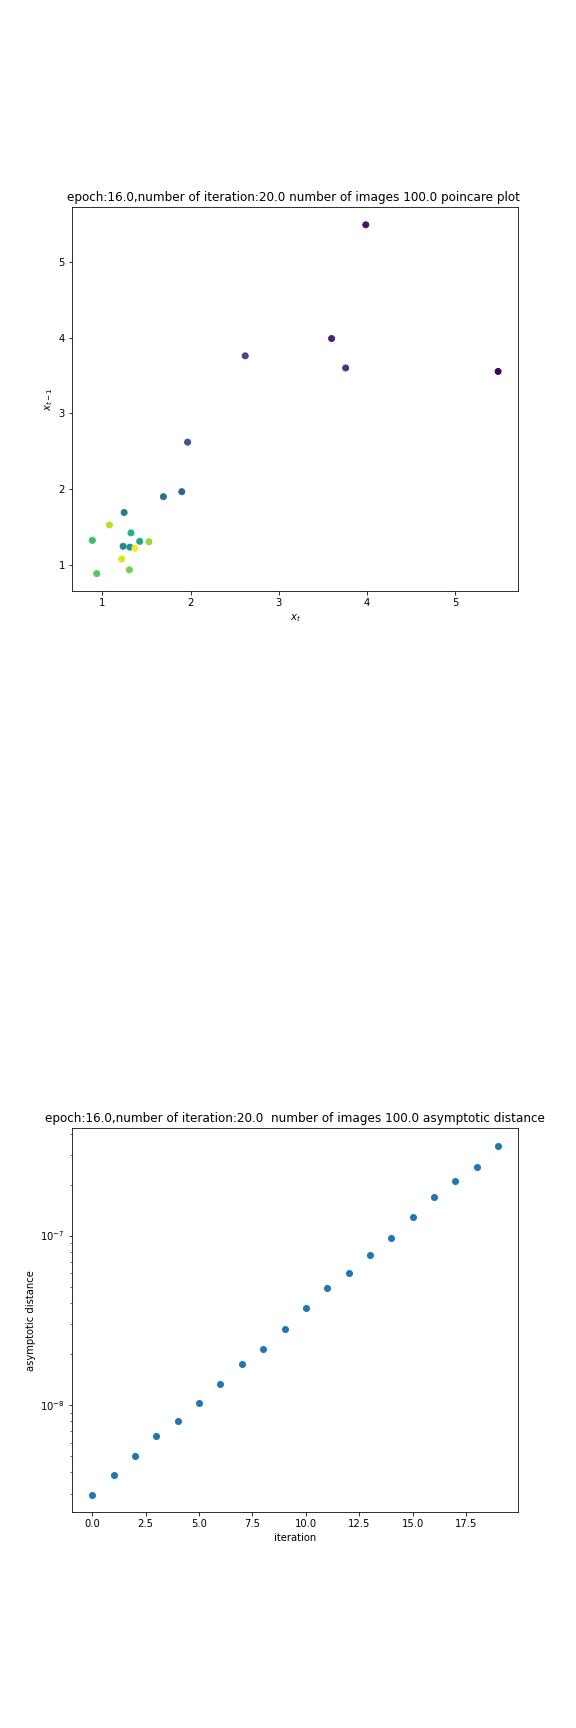 epoch:16.0,number of iteration:20.0 number of images 100.0 poincare plot
5
4
3
2
1
x_{t-1}
1 2 3 4 5
x_t
epoch:16.0,number of iteration:20.0  number of images 100.0 asymptotic distance
10^{-7}
10^{-8}
asymptotic distance
0.0 2.5 5.0 7.5 10.0 12.5 15.0 17.5
iteration